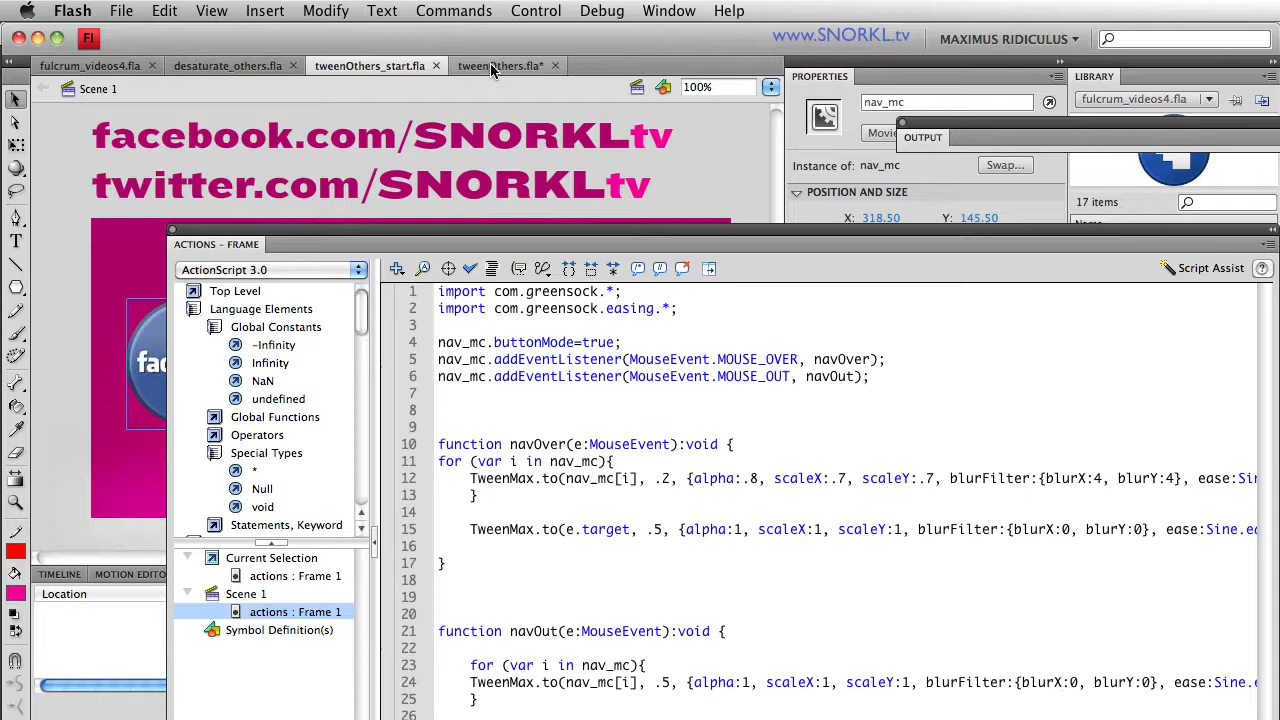 Flash File Edit View Insert Modify Text Commands Control Debug Window Help
Fl www.SNORKL.tv MAXIMUS RIDICULUS
fulcrum_videos4.fla desaturate_others.fla tweenOthers_start.fla tweenOthers.fla*
Scene 1 100%
facebook.com/SNORKLtv
twitter.com/SNORKLtv
PROPERTIES
nav_mc
Movie
Instance of: nav_mc Swap...
POSITION AND SIZE
X: 318.50 Y: 145.50
LIBRARY
fulcrum_videos4.fla
OUTPUT
17 items
fac
TIMELINE MOTION EDITO
Location
ACTIONS - FRAME
ActionScript 3.0
Script Assist
Top Level
Language Elements
Global Constants
-Infinity
Infinity
NaN
undefined
Global Functions
Operators
Special Types
*
Null
void
Statements, Keyword
Current Selection
actions : Frame 1
Scene 1
actions : Frame 1
Symbol Definition(s)
1 import com.greensock.*;
2 import com.greensock.easing.*;
3
4 nav_mc.buttonMode=true;
5 nav_mc.addEventListener(MouseEvent.MOUSE_OVER, navOver);
6 nav_mc.addEventListener(MouseEvent.MOUSE_OUT, navOut);
7
8
9
10 function navOver(e:MouseEvent):void {
11 for (var i in nav_mc){
12 TweenMax.to(nav_mc[i], .2, {alpha:.8, scaleX:.7, scaleY:.7, blurFilter:{blurX:4, blurY:4}, ease:Sin
13 }
14
15 TweenMax.to(e.target, .5, {alpha:1, scaleX:1, scaleY:1, blurFilter:{blurX:0, blurY:0}, ease:Sine.ea
16
17 }
18
19
20
21 function navOut(e:MouseEvent):void {
22
23 for (var i in nav_mc){
24 TweenMax.to(nav_mc[i], .5, {alpha:1, scaleX:1, scaleY:1, blurFilter:{blurX:0, blurY:0}, ease:Sine.e
25 }
26